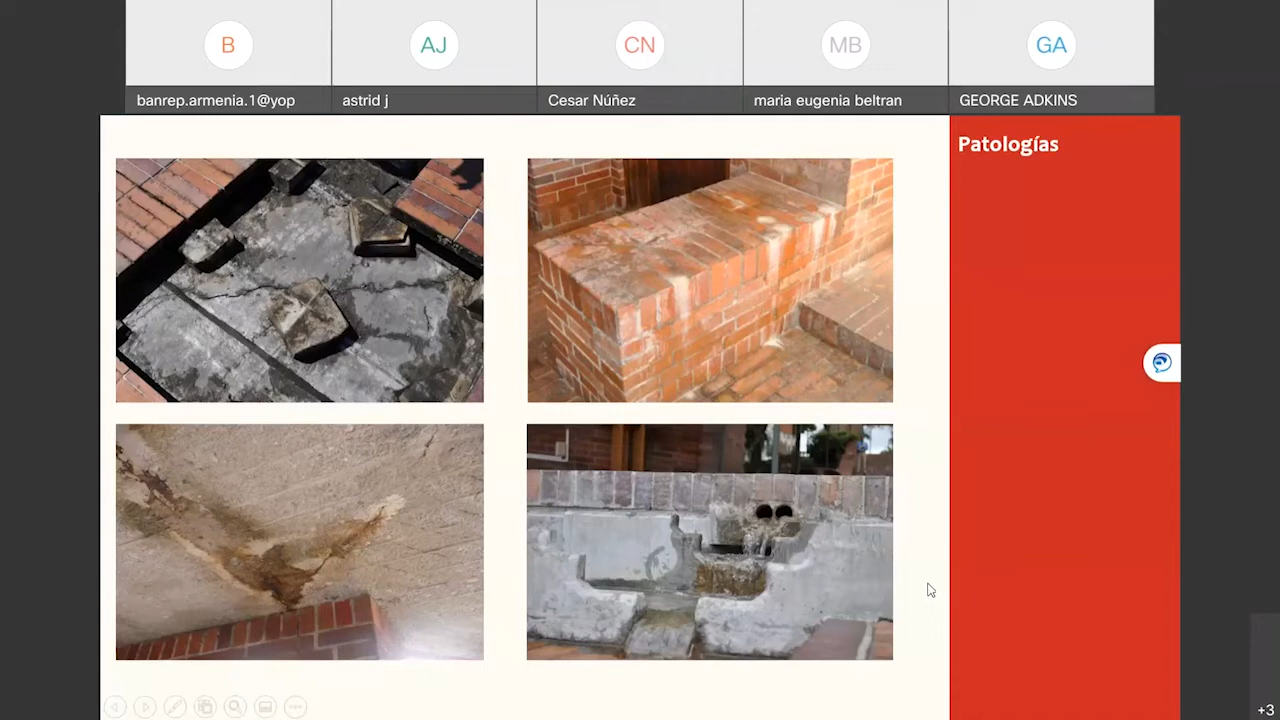 B
AJ
CN
MB
GA
banrep.armenia.1@yop
astrid j
Cesar Núñez
maria eugenia beltran
GEORGE ADKINS
Patologías
+3